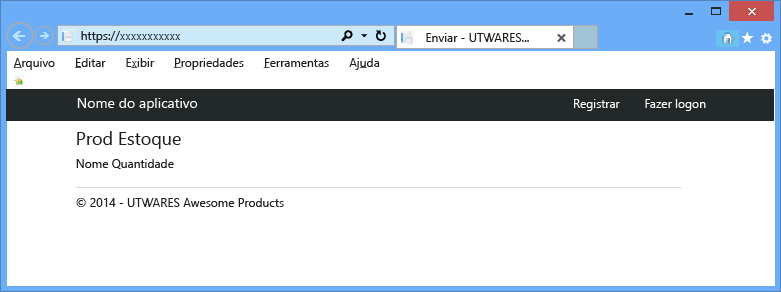 https://xxxxxxxxxxx
Enviar - UTWARES...
Arquivo Editar Exibir Propriedades Ferramentas Ajuda
Nome do aplicativo Registrar Fazer logon
Prod Estoque
Nome Quantidade
© 2014 - UTWARES Awesome Products